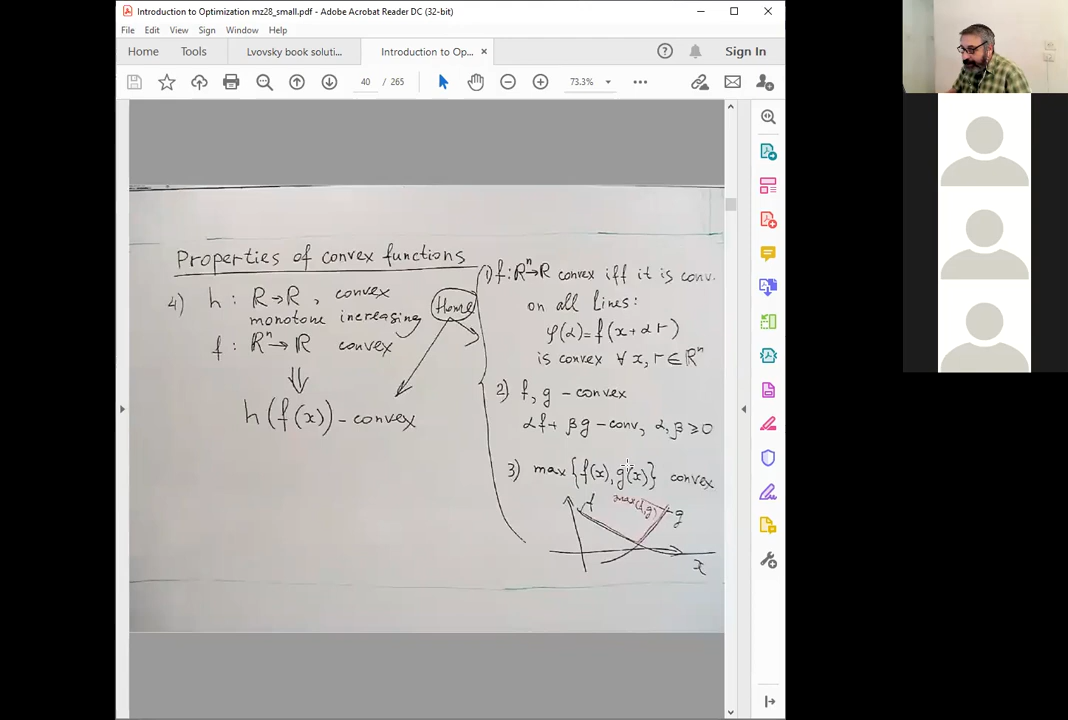 Introduction to Optimization mz28_small.pdf - Adobe Acrobat Reader DC (32-bit)
File Edit View Sign Window Help
Home Tools Lvovsky book soluti... Introduction to Op... × Sign In
40 / 265 73.3%
Properties of convex functions
4) h : R → R , convex
monotone increasing
f : Rⁿ → R convex
⇓
h(f(x)) - convex
Home
1) f: Rⁿ→R convex iff it is conv.
on all Lines:
φ(α)=f(x+αr)
is convex ∀ x, r ∈ Rⁿ
2) f, g - convex
αf + βg - conv, α, β ⩾ 0
3) max{f(x), g(x)} convex
f max(f,g) g
x